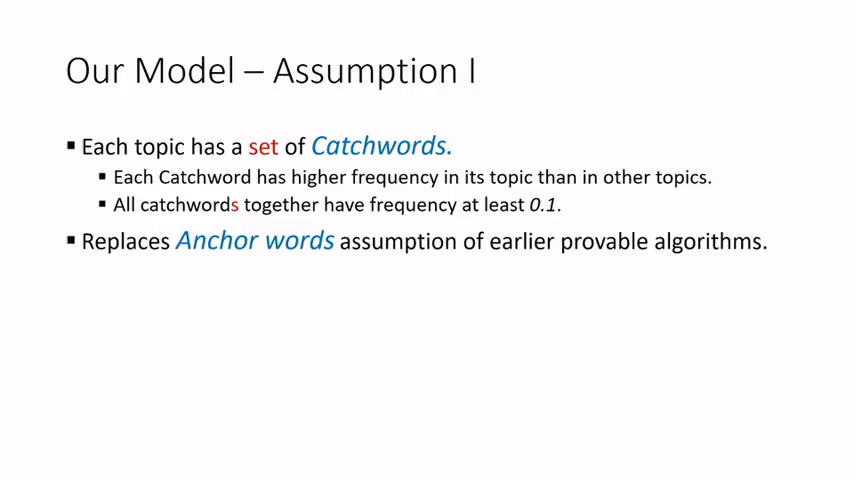 Our Model – Assumption I
▪ Each topic has a set of Catchwords.
▪ Each Catchword has higher frequency in its topic than in other topics.
▪ All catchwords together have frequency at least 0.1.
▪ Replaces Anchor words assumption of earlier provable algorithms.